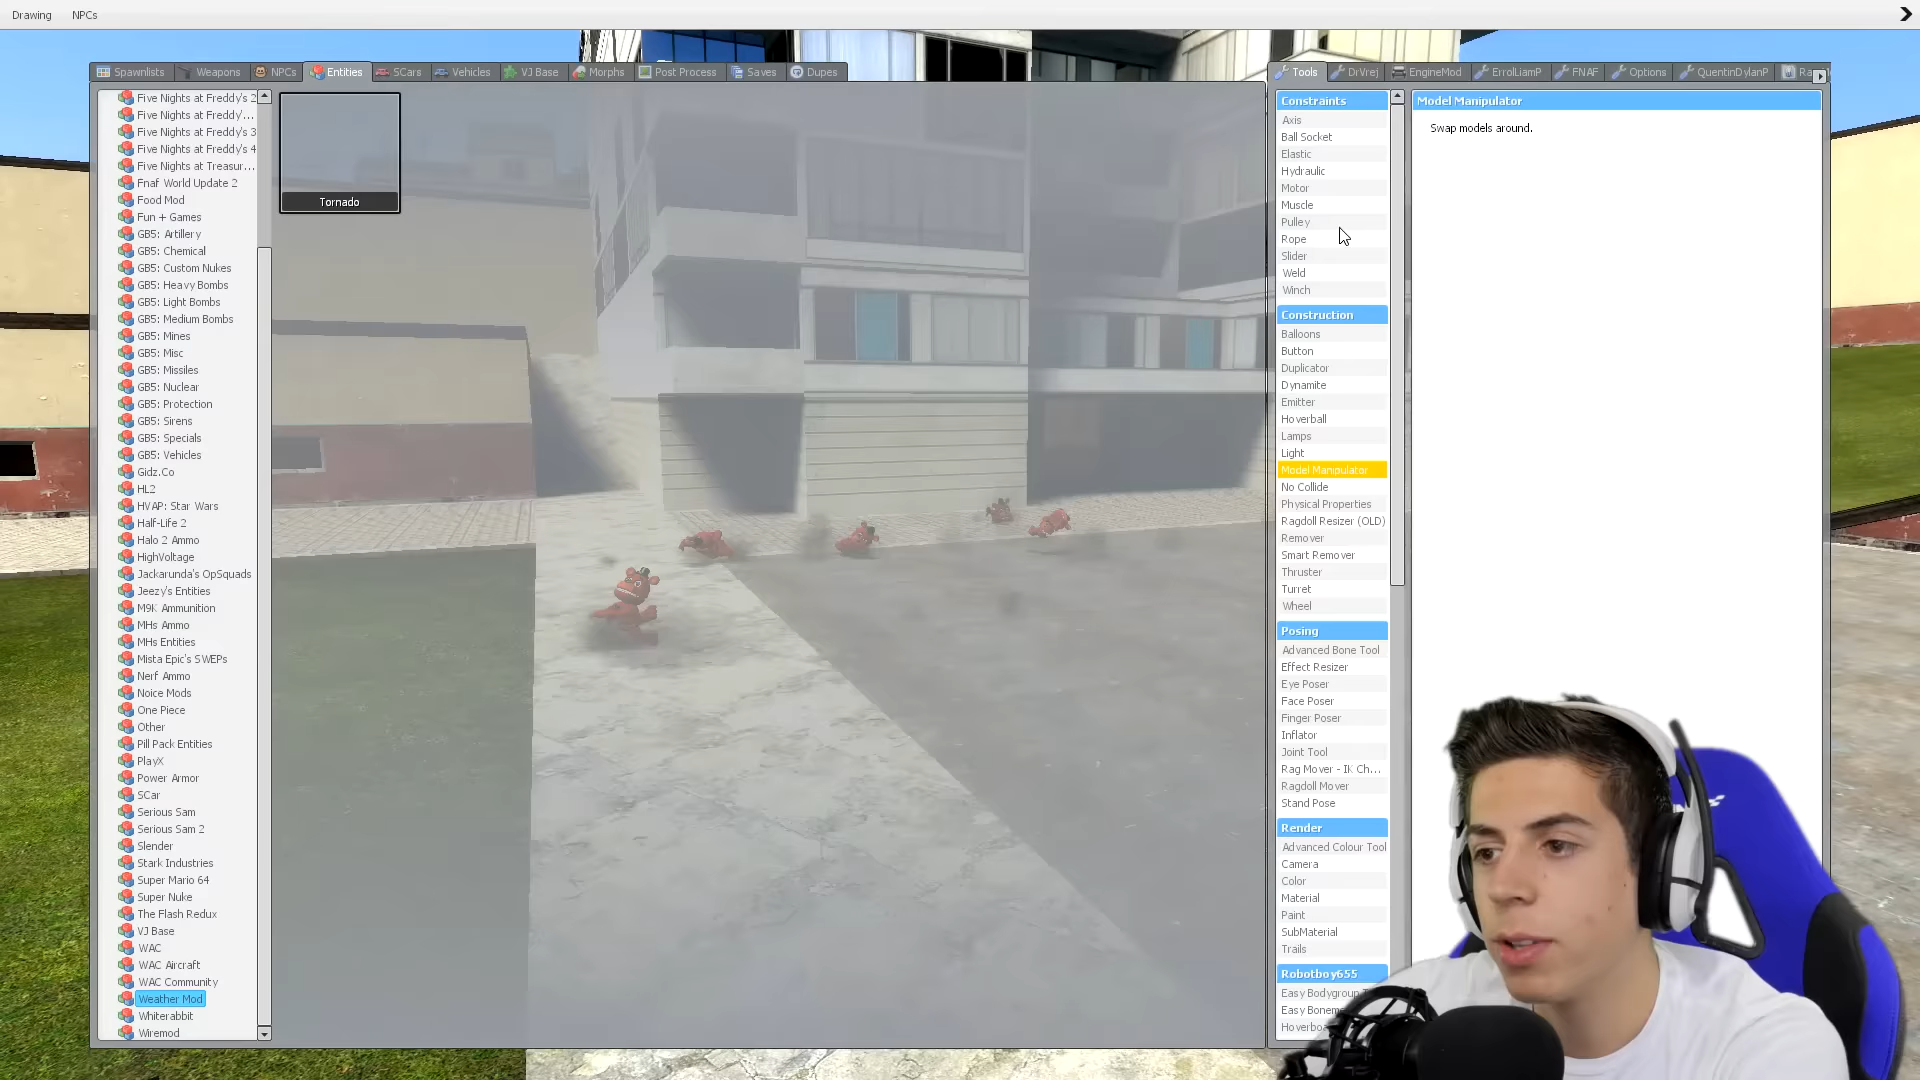 Drawing NPCs
Spawnlists Weapons NPCs Entities SCars Vehicles VJ Base Morphs Post Process Saves Dupes
Tools DrVrej EngineMod ErrolLiamP FNAF Options QuentinDylanP
Five Nights at Freddy's 2
Five Nights at Freddy'...
Five Nights at Freddy's 3
Five Nights at Freddy's 4
Five Nights at Treasur...
Fnaf World Update 2
Food Mod
Fun + Games
GB5: Artillery
GB5: Chemical
GB5: Custom Nukes
GB5: Heavy Bombs
GB5: Light Bombs
GB5: Medium Bombs
GB5: Mines
GB5: Misc
GB5: Missiles
GB5: Nuclear
GB5: Protection
GB5: Sirens
GB5: Specials
GB5: Vehicles
Gidz.Co
HL2
HVAP: Star Wars
Half-Life 2
Halo 2 Ammo
HighVoltage
Jackarunda's OpSquads
Jeezy's Entities
M9K Ammunition
MHs Ammo
MHs Entities
Mista Epic's SWEPs
Nerf Ammo
Noice Mods
One Piece
Other
Pill Pack Entities
PlayX
Power Armor
SCar
Serious Sam
Serious Sam 2
Slender
Stark Industries
Super Mario 64
Super Nuke
The Flash Redux
VJ Base
WAC
WAC Aircraft
WAC Community
Weather Mod
Whiterabbit
Wiremod
Tornado
Constraints
Axis
Ball Socket
Elastic
Hydraulic
Motor
Muscle
Pulley
Rope
Slider
Weld
Winch
Construction
Balloons
Button
Duplicator
Dynamite
Emitter
Hoverball
Lamps
Light
Model Manipulator
No Collide
Physical Properties
Ragdoll Resizer (OLD)
Remover
Smart Remover
Thruster
Turret
Wheel
Posing
Advanced Bone Tool
Effect Resizer
Eye Poser
Face Poser
Finger Poser
Inflator
Joint Tool
Rag Mover - IK Ch...
Ragdoll Mover
Stand Pose
Render
Advanced Colour Tool
Camera
Color
Material
Paint
SubMaterial
Trails
Robotboy655
Easy Bodygroup
Easy Bonem
Hoverbo
Model Manipulator
Swap models around.